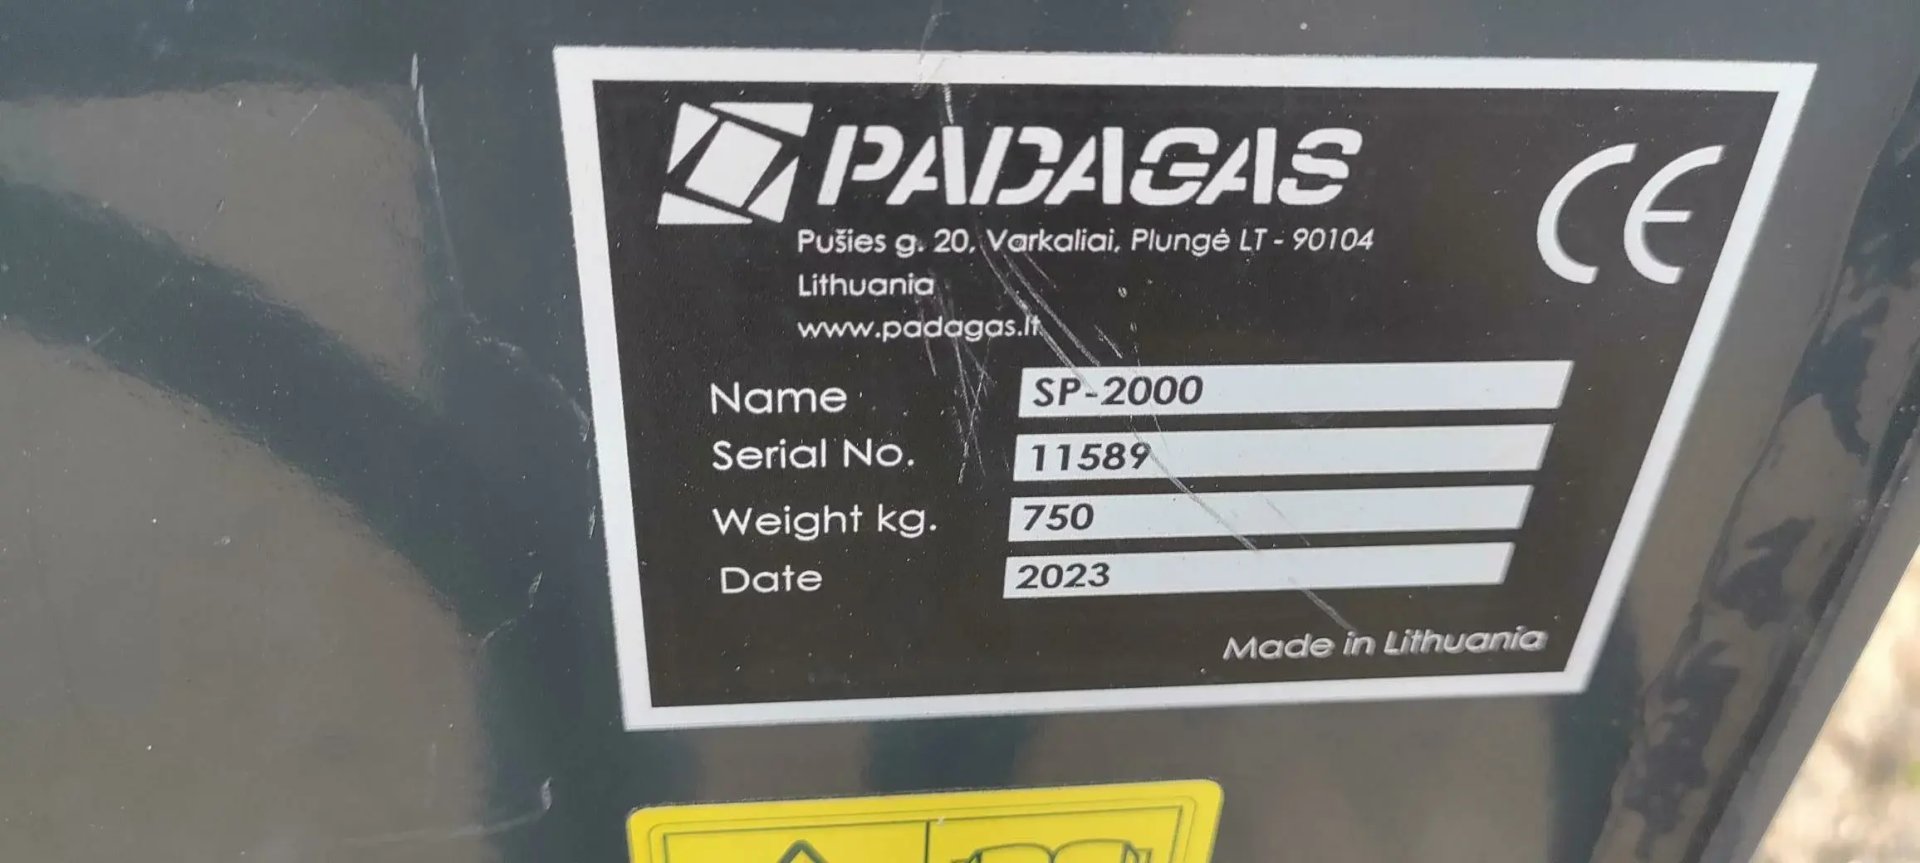 PADAGAS
CE
Pušies g. 20, Varkaliai, Plungė LT - 90104
Lithuania
www.padagas.lt
Name SP-2000
Serial No. 11589
Weight kg. 750
Date 2023
Made in Lithuania